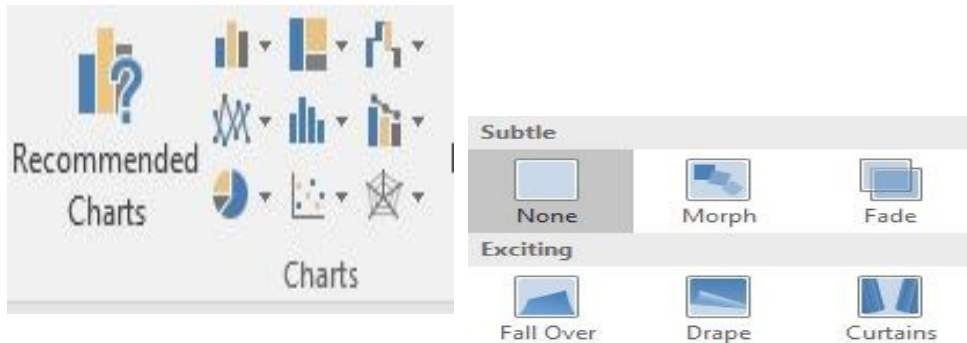 Recommended
Charts
Charts
Subtle
None Morph Fade
Exciting
Fall Over Drape Curtains